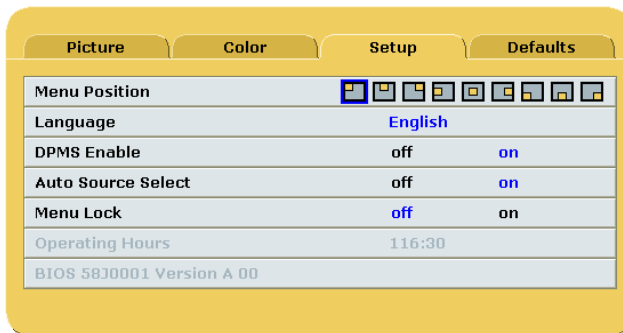 Picture Color Setup Defaults
Menu Position
Language English
DPMS Enable off on
Auto Source Select off on
Menu Lock off on
Operating Hours 116:30
BIOS 58J0001 Version A 00